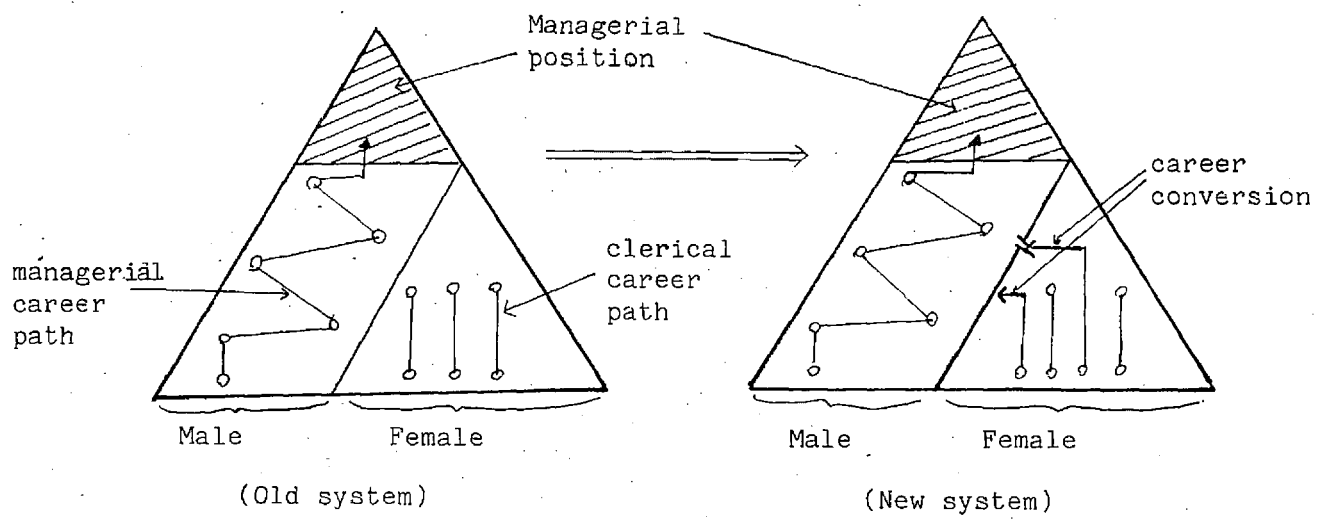 Managerial
position
career
conversion
managerial
career
path
clerical
career
path
Male
Female
Male
Female
(Old system)
(New system)